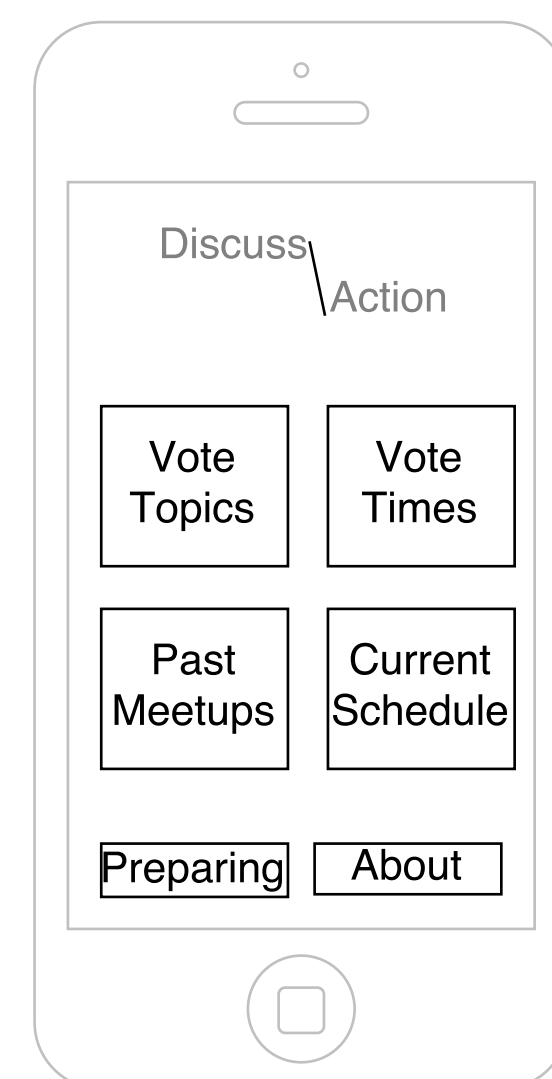 Discuss
Action
Vote
Topics
Vote
Times
Past
Meetups
Current
Schedule
Preparing
About